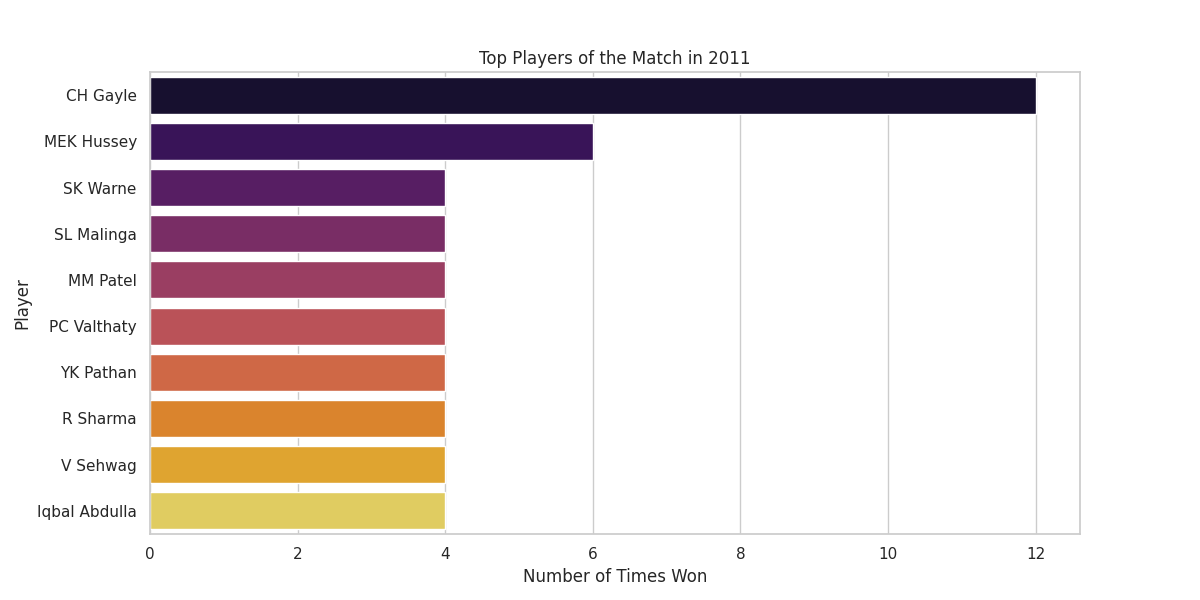 Top Players of the Match in 2011
Player
CH Gayle
MEK Hussey
SK Warne
SL Malinga
MM Patel
PC Valthaty
YK Pathan
R Sharma
V Sehwag
Iqbal Abdulla
0 2 4 6 8 10 12
Number of Times Won